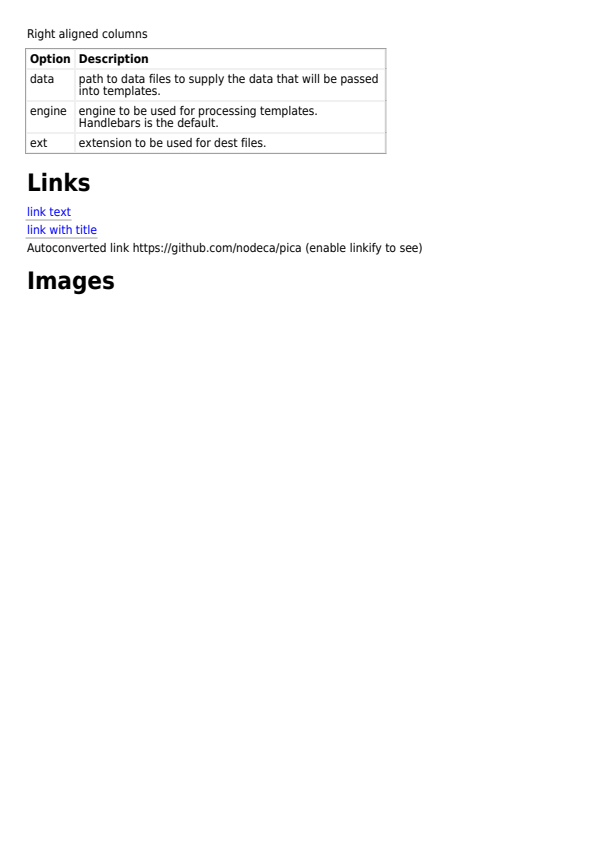 Right aligned columns
Option Description
data path to data files to supply the data that will be passed
into templates.
engine engine to be used for processing templates.
Handlebars is the default.
ext extension to be used for dest files.
Links
link text
link with title
Autoconverted link https://github.com/nodeca/pica (enable linkify to see)
Images